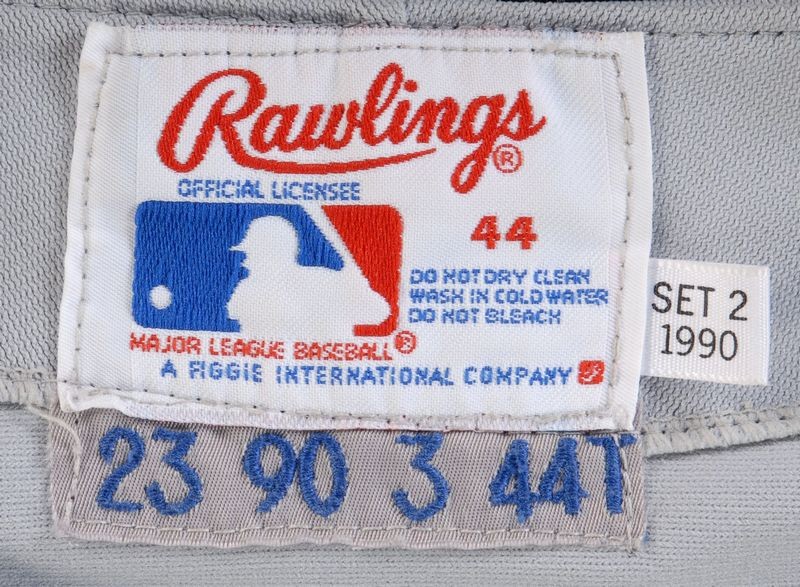 Rawlings®
OFFICIAL LICENSEE
44
DO NOT DRY CLEAN
WASH IN COLD WATER
DO NOT BLEACH
MAJOR LEAGUE BASEBALL®
A FIGGIE INTERNATIONAL COMPANY
SET 2
1990
23 90 3 44T